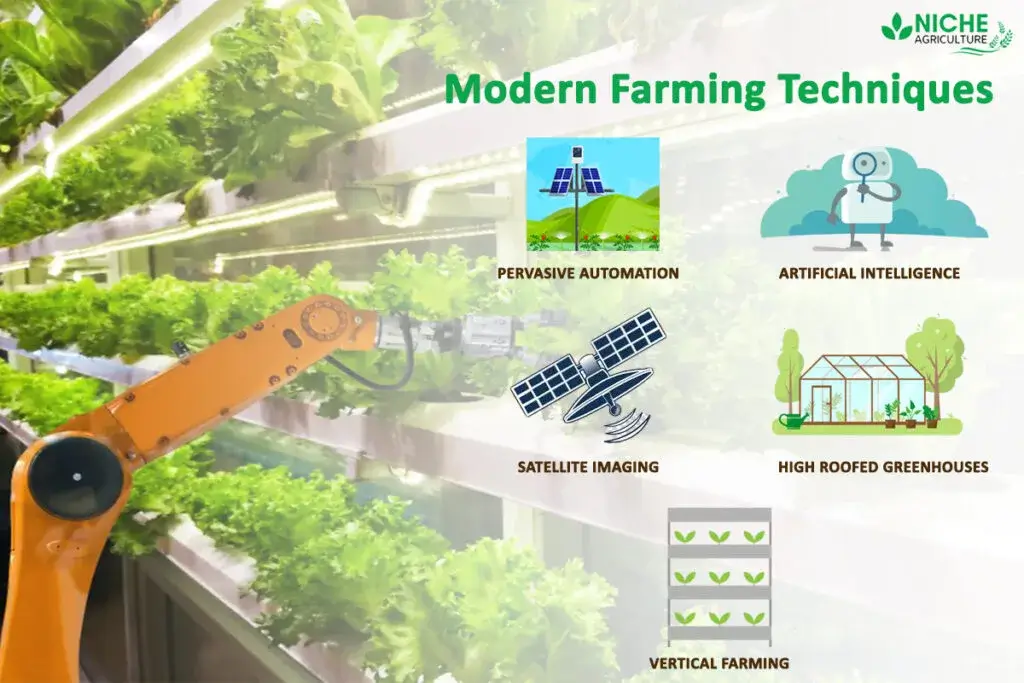 NICHE
AGRICULTURE
Modern Farming Techniques
PERVASIVE AUTOMATION
ARTIFICIAL INTELLIGENCE
SATELLITE IMAGING
HIGH ROOFED GREENHOUSES
VERTICAL FARMING